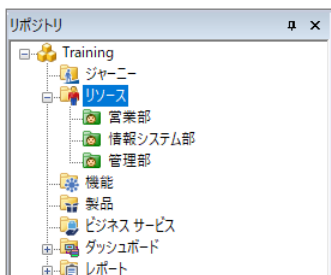 リポジトリ
Training
ジャーニー
リソース
営業部
情報システム部
管理部
機能
製品
ビジネス サービス
ダッシュボード
レポート